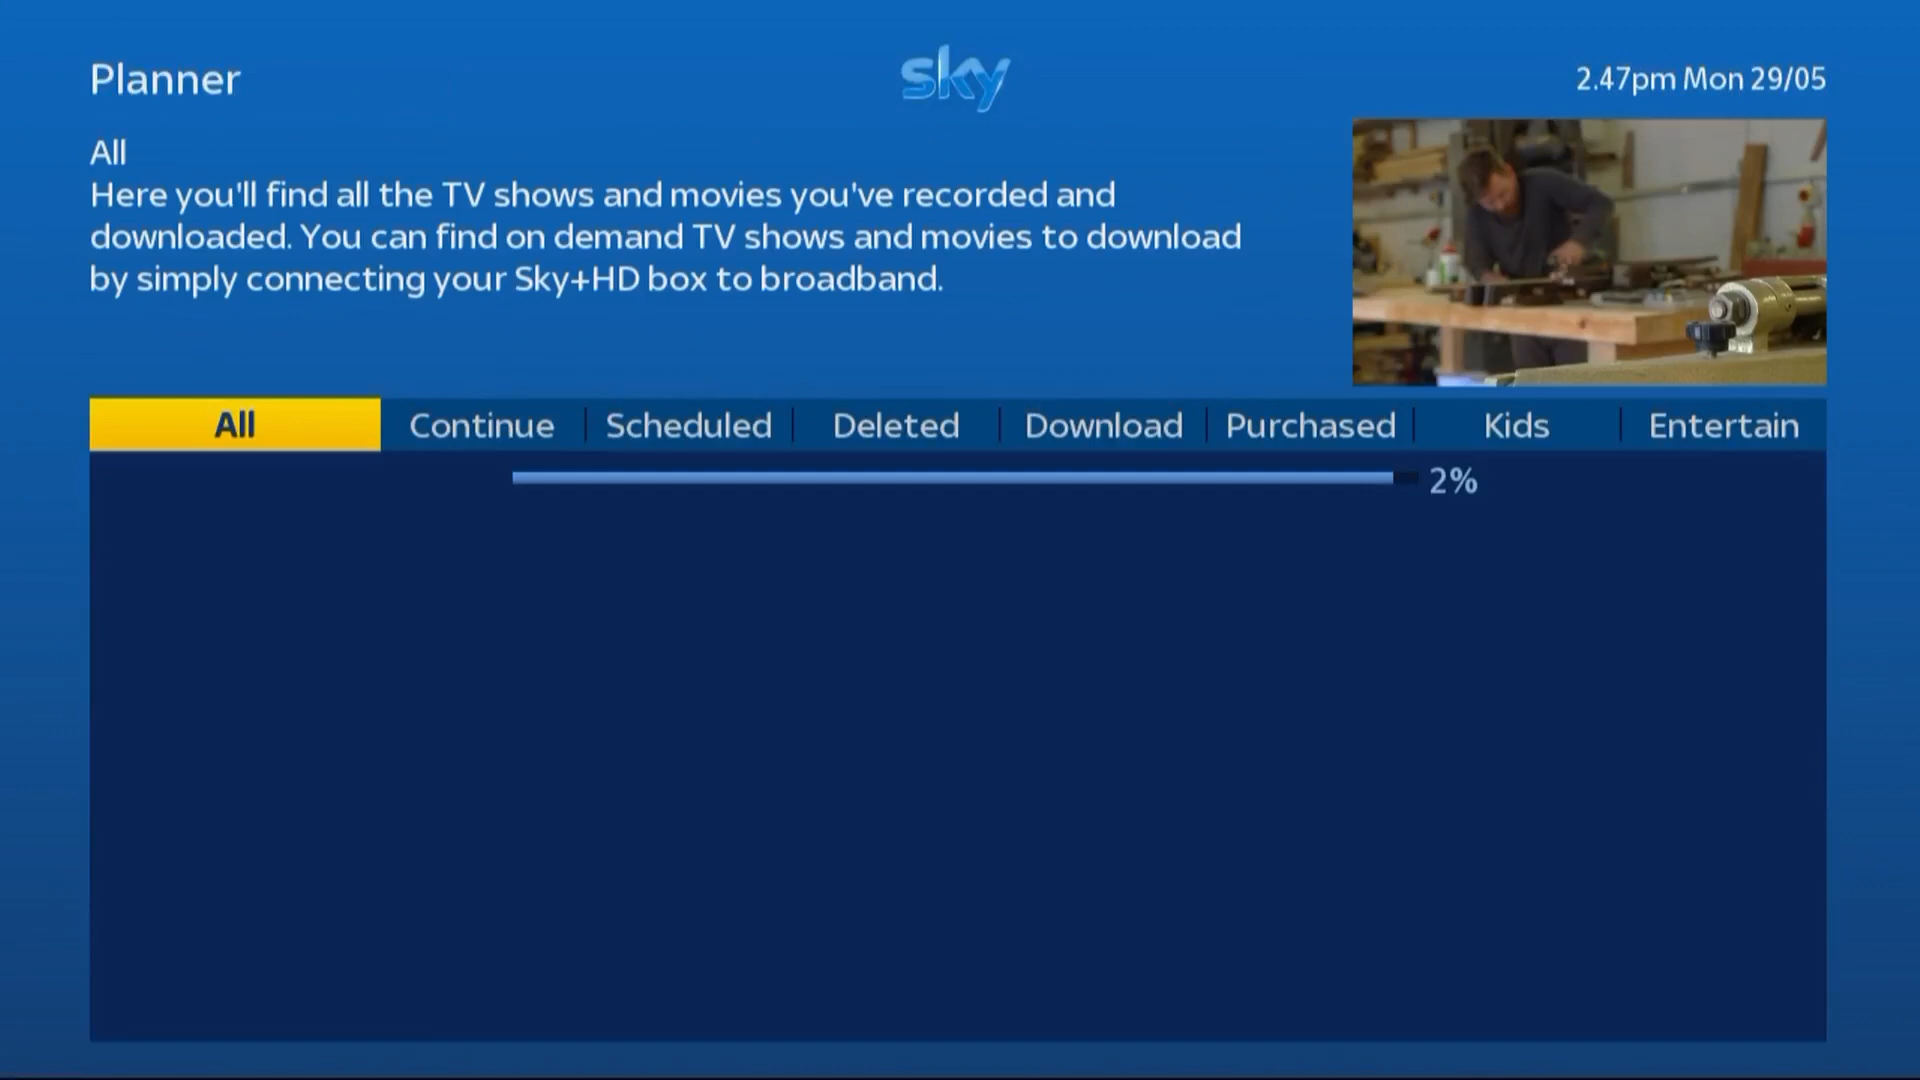 Planner
sky
2.47pm Mon 29/05
All
Here you'll find all the TV shows and movies you've recorded and
downloaded. You can find on demand TV shows and movies to download
by simply connecting your Sky+HD box to broadband.
All Continue Scheduled Deleted Download Purchased Kids Entertain
2%